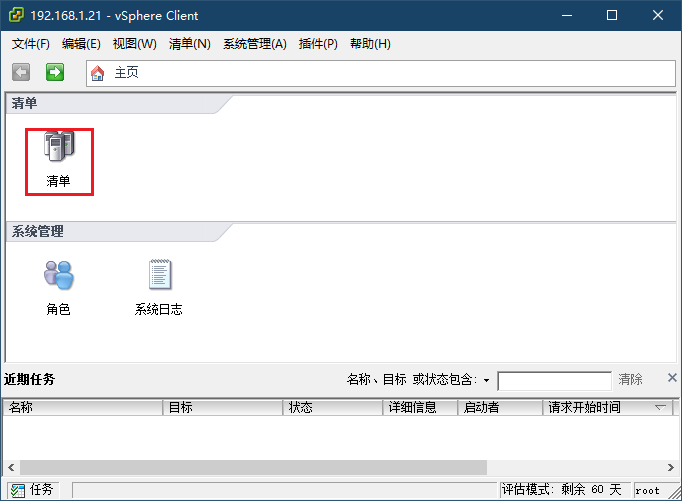 192.168.1.21 - vSphere Client
文件(F) 编辑(E) 视图(W) 清单(N) 系统管理(A) 插件(P) 帮助(H)
主页
清单
清单
系统管理
角色 系统日志
近期任务 名称、目标 或状态包含: 清除
名称 目标 状态 详细信息 启动者 请求开始时间
任务 评估模式: 剩余 60 天 root